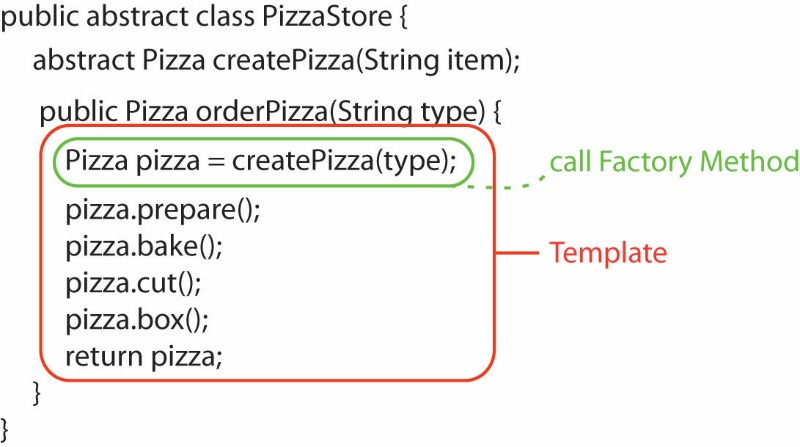 public abstract class PizzaStore {
abstract Pizza createPizza(String item);
public Pizza orderPizza(String type) {
Pizza pizza = createPizza(type);
call Factory Method
pizza.prepare();
pizza.bake();
Template
pizza.cut();
pizza.box();
return pizza;
}
}